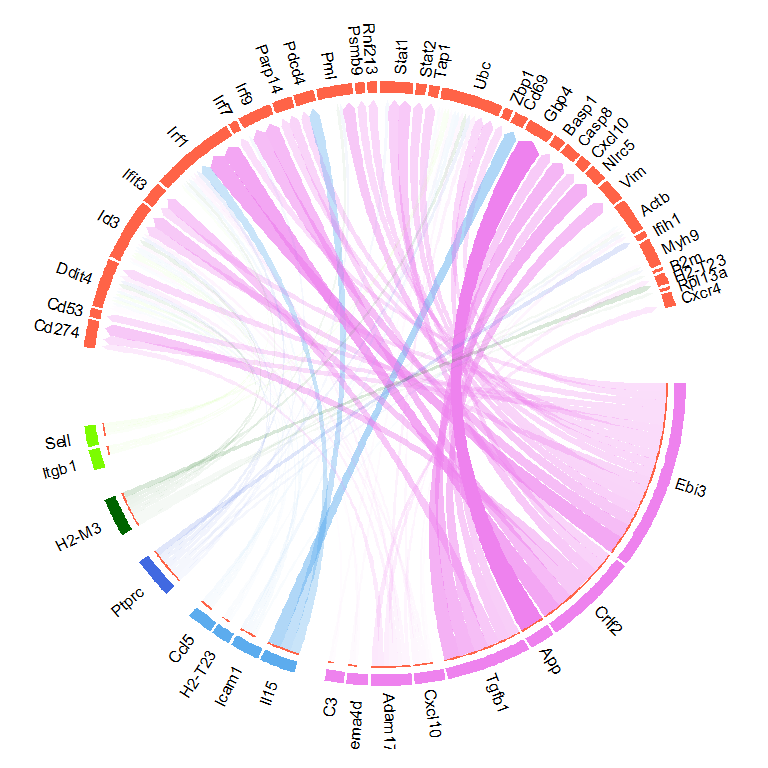 Cd274
Cd53
Ddit4
Id3
Ifit3
Irf1
Irf7
Irf9
Parp14
Pdcd4
Pml
Psmb9
Rnf213
Stat1
Stat2
Tap1
Ubc
Zbp1
Cd69
Gbp4
Basp1
Casp8
Cxcl10
Nlrc5
Vim
Actb
Ifih1
Myh9
B2m
H2-T23
Rpl13a
Cxcr4
Ebi3
Crlf2
App
Tgfb1
Cxcl10
Adam17
ema4d
C3
Il15
Icam1
H2-T23
Ccl5
Ptprc
H2-M3
Itgb1
Sell